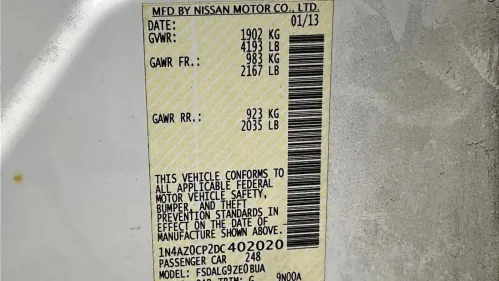 MFD BY NISSAN MOTOR CO., LTD.
DATE: 01/13
GVWR: 1902 KG
4193 LB
GAWR FR.: 983 KG
2167 LB
GAWR RR.: 923 KG
2035 LB
THIS VEHICLE CONFORMS TO
ALL APPLICABLE FEDERAL
MOTOR VEHICLE SAFETY,
BUMPER, AND THEFT
PREVENTION STANDARDS IN
EFFECT ON THE DATE OF
MANUFACTURE SHOWN ABOVE.
1N4AZ0CP2DC402020
PASSENGER CAR 248
MODEL: FSDALG9ZE0BUA
TRIM: G 9N00A